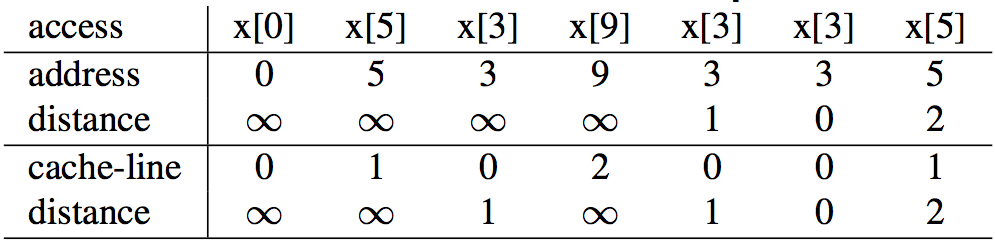 access x[0] x[5] x[3] x[9] x[3] x[3] x[5]
address 0 5 3 9 3 3 5
distance ∞ ∞ ∞ ∞ 1 0 2
cache-line 0 1 0 2 0 0 1
distance ∞ ∞ 1 ∞ 1 0 2